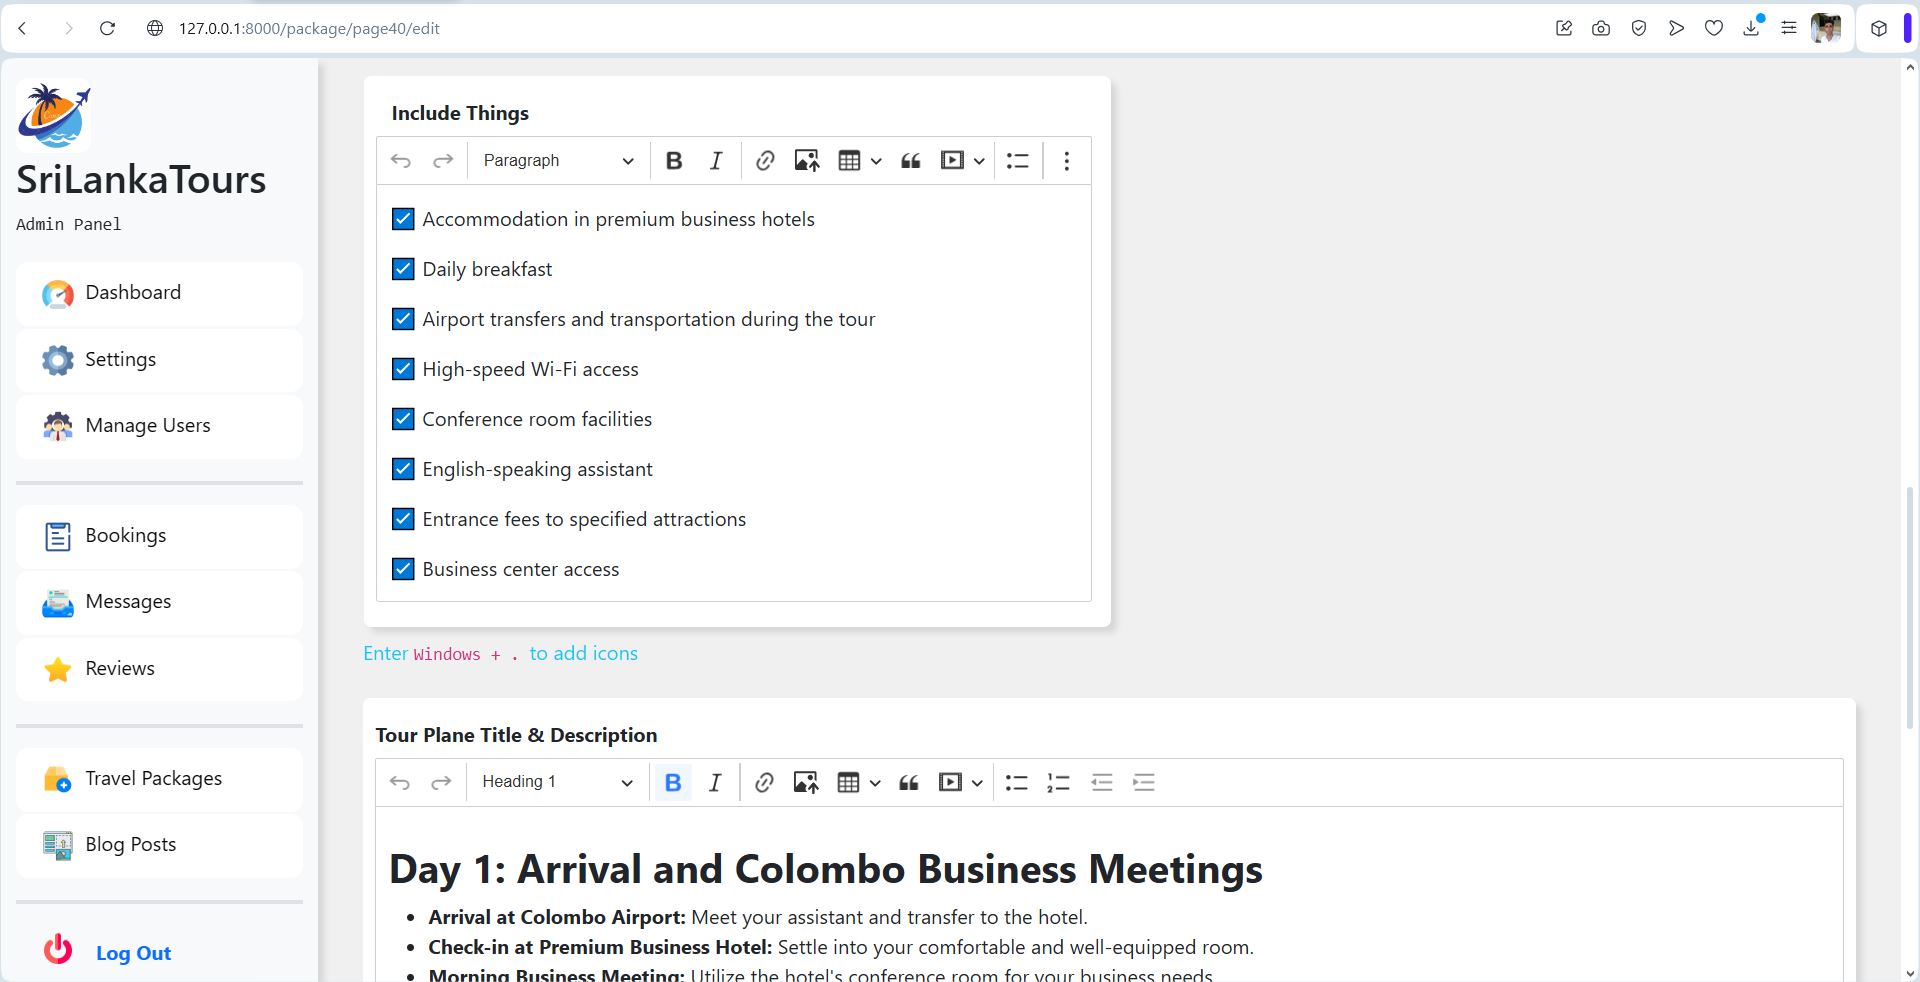 127.0.0.1:8000/package/page40/edit
SriLankaTours
Admin Panel
Dashboard
Settings
Manage Users
Bookings
Messages
Reviews
Travel Packages
Blog Posts
Log Out
Include Things
Paragraph
B I
Accommodation in premium business hotels
Daily breakfast
Airport transfers and transportation during the tour
High-speed Wi-Fi access
Conference room facilities
English-speaking assistant
Entrance fees to specified attractions
Business center access
Enter Windows + . to add icons
Tour Plane Title & Description
Heading 1
B I
Day 1: Arrival and Colombo Business Meetings
• Arrival at Colombo Airport: Meet your assistant and transfer to the hotel.
• Check-in at Premium Business Hotel: Settle into your comfortable and well-equipped room.
• Morning Business Meeting: Utilize the hotel's conference room for your business needs